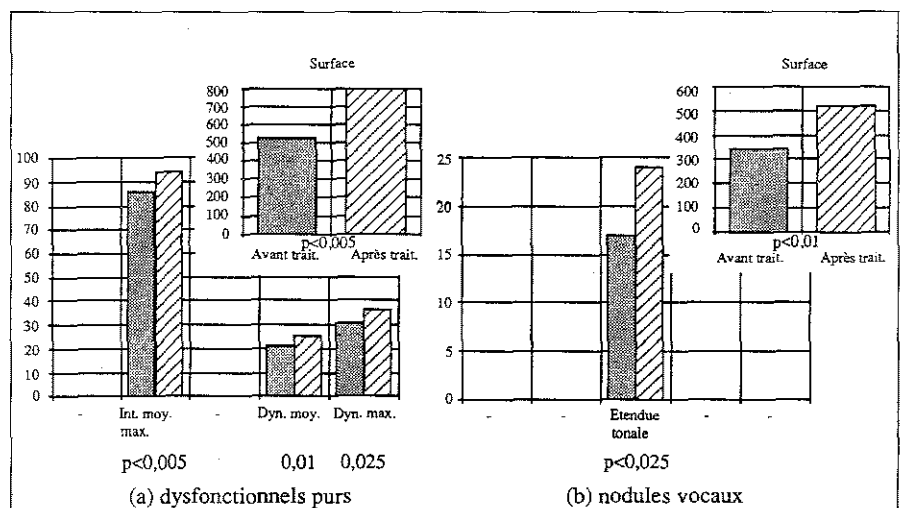 Surface
800
700
600
500
400
300
200
100
0
p<0,005
Avant trait. Après trait.
100
90
80
70
60
50
40
30
20
10
0
- Int. moy. max. - Dyn. moy. Dyn. max.
p<0,005 0,01 0,025
(a) dysfonctionnels purs
Surface
600
500
400
300
200
100
0
p<0,01
Avant trait. Après trait.
25
20
15
10
5
0
- - Etendue tonale - -
p<0,025
(b) nodules vocaux